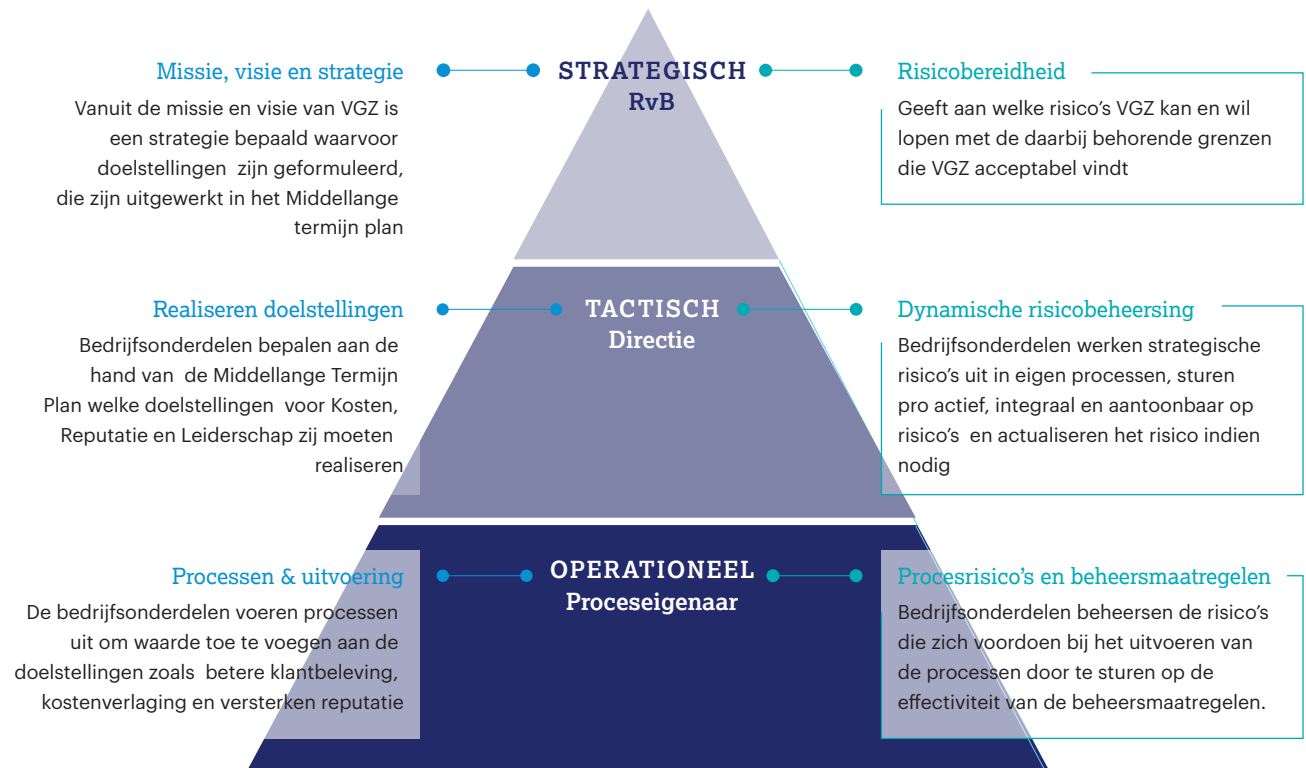 Missie, visie en strategie
Vanuit de missie en visie van VGZ is
een strategie bepaald waarvoor
doelstellingen zijn geformuleerd,
die zijn uitgewerkt in het Middellange
termijn plan
STRATEGISCH
RvB
Risicobereidheid
Geeft aan welke risico's VGZ kan en wil
lopen met de daarbij behorende grenzen
die VGZ acceptabel vindt
Realiseren doelstellingen
Bedrijfsonderdelen bepalen aan de
hand van de Middellange Termijn
Plan welke doelstellingen voor Kosten,
Reputatie en Leiderschap zij moeten
realiseren
TACTISCH
Directie
Dynamische risicobeheersing
Bedrijfsonderdelen werken strategische
risico's uit in eigen processen, sturen
pro actief, integraal en aantoonbaar op
risico's en actualiseren het risico indien
nodig
Processen & uitvoering
De bedrijfsonderdelen voeren processen
uit om waarde toe te voegen aan de
doelstellingen zoals betere klantbeleving,
kostenverlaging en versterken reputatie
OPERATIONEEL
Proceseigenaar
Procesrisico's en beheersmaatregelen
Bedrijfsonderdelen beheersen de risico's
die zich voordoen bij het uitvoeren van
de processen door te sturen op de
effectiviteit van de beheersmaatregelen.